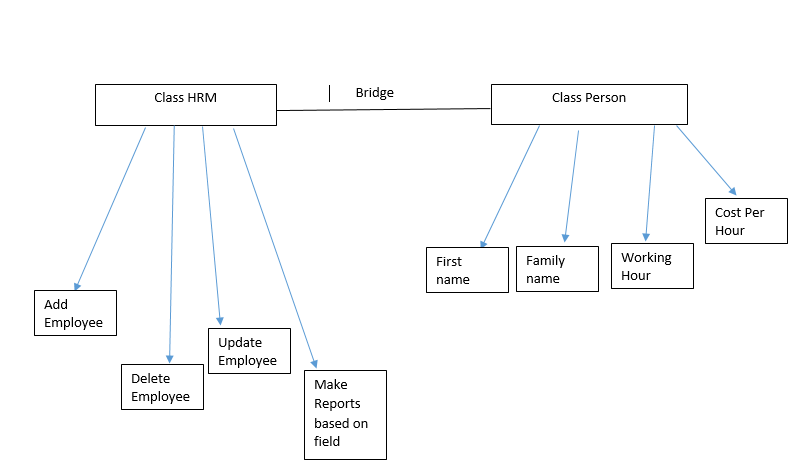 Bridge
Class HRM
Class Person
Cost Per
Hour
First
name
Family
name
Working
Hour
Add
Employee
Update
Employee
Delete
Employee
Make
Reports
based on
field